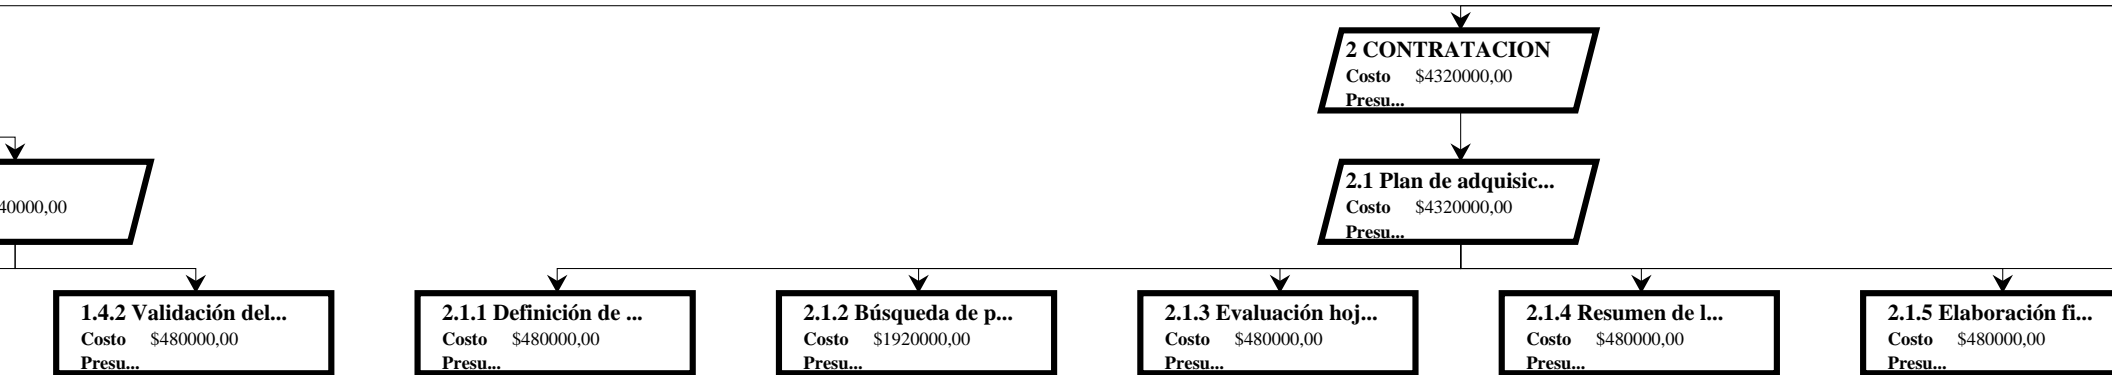 2 CONTRATACION
Costo $4320000,00
Presu...
40000,00
2.1 Plan de adquisic...
Costo $4320000,00
Presu...
1.4.2 Validación del...
Costo $480000,00
Presu...
2.1.1 Definición de ...
Costo $480000,00
Presu...
2.1.2 Búsqueda de p...
Costo $1920000,00
Presu...
2.1.3 Evaluación hoj...
Costo $480000,00
Presu...
2.1.4 Resumen de l...
Costo $480000,00
Presu...
2.1.5 Elaboración fi...
Costo $480000,00
Presu...